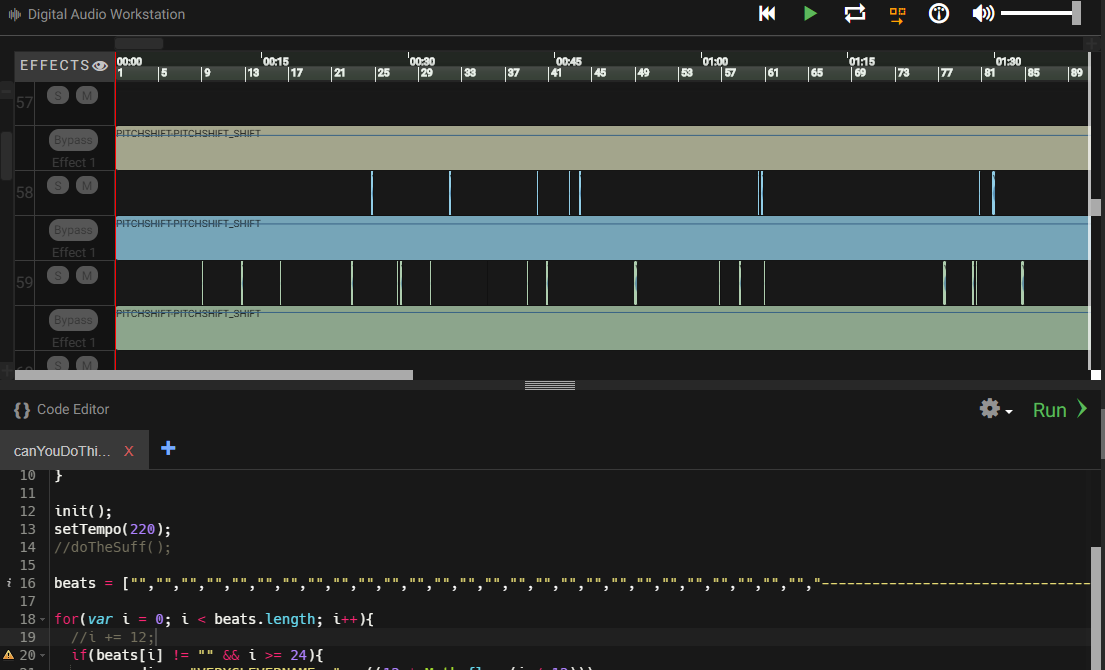 Digital Audio Workstation
EFFECTS
00:00 00:15 00:30 00:45 01:00 01:15 01:30
1 5 9 13 17 21 25 29 33 37 41 45 49 53 57 61 65 69 73 77 81 85 89
57 S M
Bypass PITCHSHIFT-PITCHSHIFT_SHIFT
Effect 1
58 S M
Bypass PITCHSHIFT-PITCHSHIFT_SHIFT
Effect 1
59 S M
Bypass PITCHSHIFT-PITCHSHIFT_SHIFT
Effect 1
S M
{} Code Editor
Run
canYouDoThi... X +
10 }
11
12 init();
13 setTempo(220);
14 //doTheSuff();
15
i 16 beats = ["","","","","","","","","","","","","","","","","","","","","","","","","","","","--------------------------------
17
18 for(var i = 0; i < beats.length; i++){
19 //i += 12;
20 if(beats[i] != "" && i >= 24){